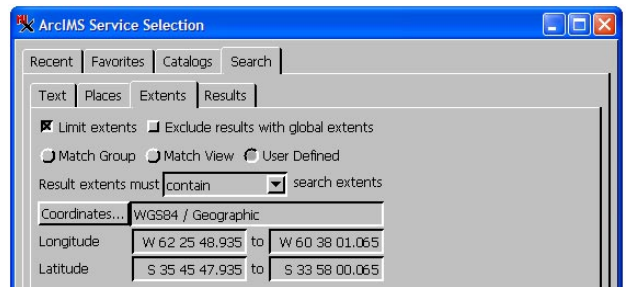 ArcIMS Service Selection
Recent Favorites Catalogs Search
Text Places Extents Results
Limit extents Exclude results with global extents
Match Group Match View User Defined
Result extents must contain search extents
Coordinates... WGS84 / Geographic
Longitude W 62 25 48.935 to W 60 38 01.065
Latitude S 35 45 47.935 to S 33 58 00.065